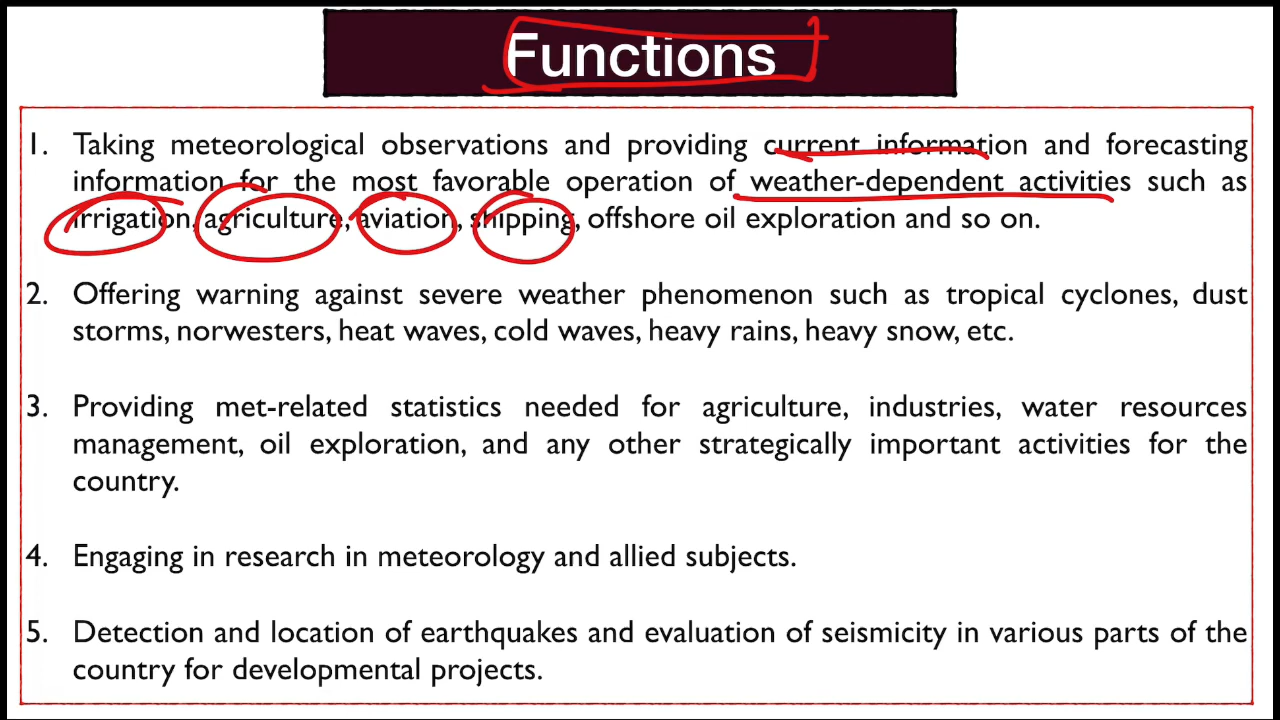 Functions
1. Taking meteorological observations and providing current information and forecasting
information for the most favorable operation of weather-dependent activities such as
irrigation, agriculture, aviation, shipping, offshore oil exploration and so on.
2. Offering warning against severe weather phenomenon such as tropical cyclones, dust
storms, norwesters, heat waves, cold waves, heavy rains, heavy snow, etc.
3. Providing met-related statistics needed for agriculture, industries, water resources
management, oil exploration, and any other strategically important activities for the
country.
4. Engaging in research in meteorology and allied subjects.
5. Detection and location of earthquakes and evaluation of seismicity in various parts of the
country for developmental projects.